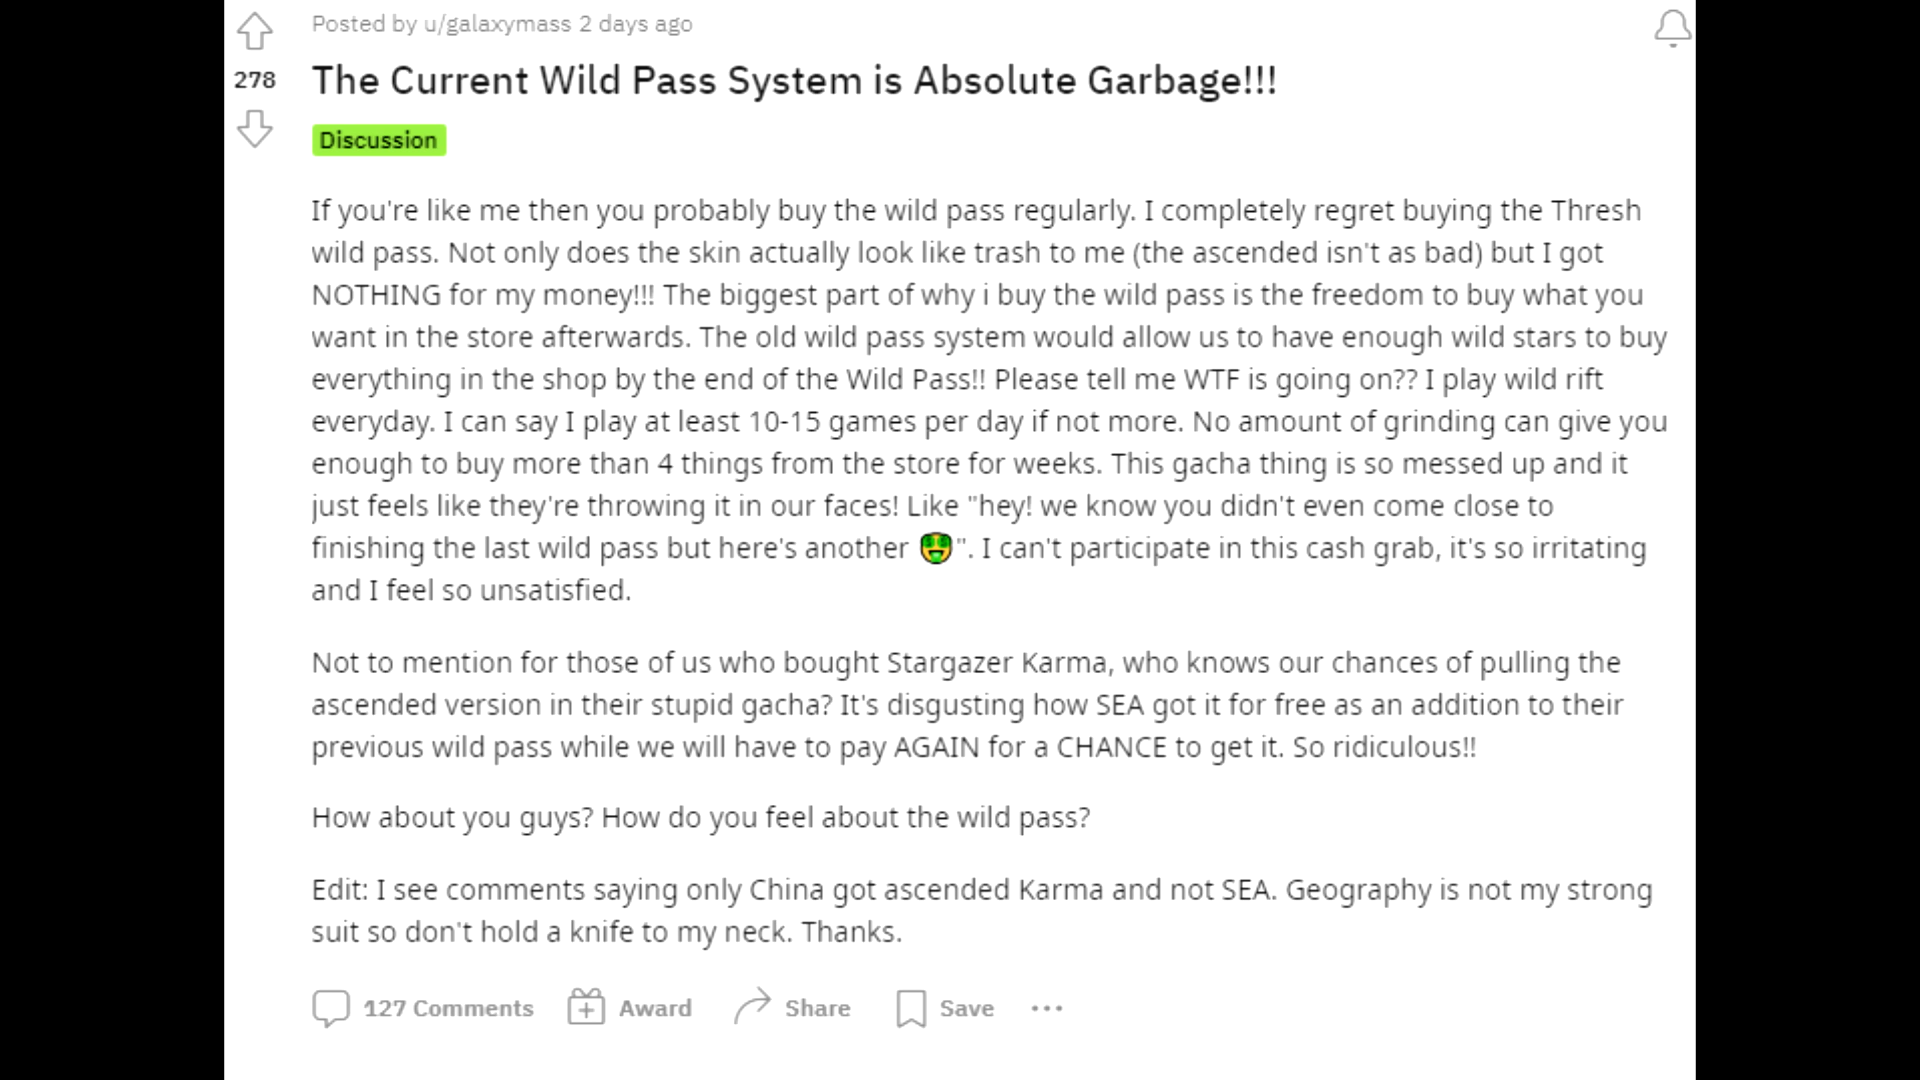 Posted by u/galaxymass 2 days ago
278
The Current Wild Pass System is Absolute Garbage!!!
Discussion
If you're like me then you probably buy the wild pass regularly. I completely regret buying the Thresh
wild pass. Not only does the skin actually look like trash to me (the ascended isn't as bad) but I got
NOTHING for my money!!! The biggest part of why i buy the wild pass is the freedom to buy what you
want in the store afterwards. The old wild pass system would allow us to have enough wild stars to buy
everything in the shop by the end of the Wild Pass!! Please tell me WTF is going on?? I play wild rift
everyday. I can say I play at least 10-15 games per day if not more. No amount of grinding can give you
enough to buy more than 4 things from the store for weeks. This gacha thing is so messed up and it
just feels like they're throwing it in our faces! Like "hey! we know you didn't even come close to
finishing the last wild pass but here's another 🤑". I can't participate in this cash grab, it's so irritating
and I feel so unsatisfied.
Not to mention for those of us who bought Stargazer Karma, who knows our chances of pulling the
ascended version in their stupid gacha? It's disgusting how SEA got it for free as an addition to their
previous wild pass while we will have to pay AGAIN for a CHANCE to get it. So ridiculous!!
How about you guys? How do you feel about the wild pass?
Edit: I see comments saying only China got ascended Karma and not SEA. Geography is not my strong
suit so don't hold a knife to my neck. Thanks.
127 Comments Award Share Save ···